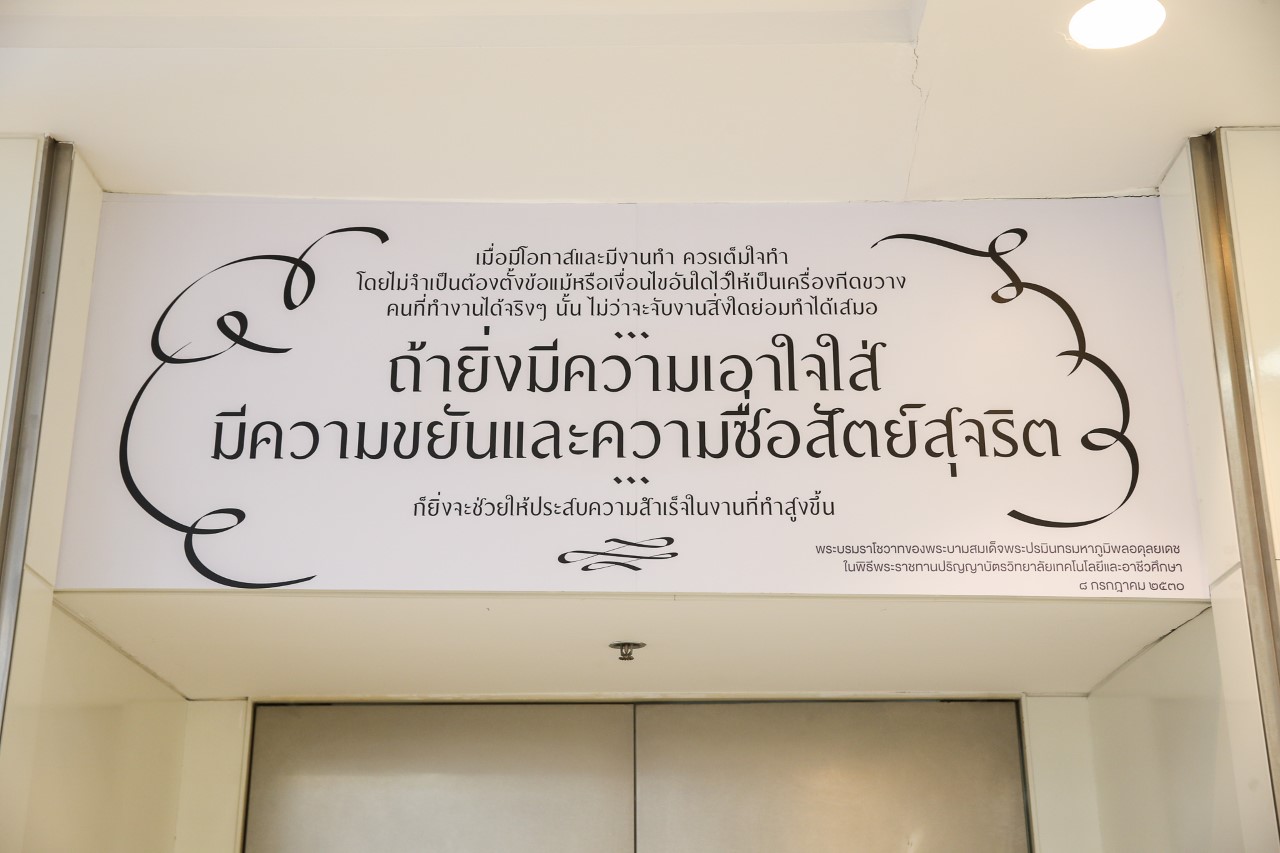 เมื่อมีโอกาสและมีงานทำ ควรเต็มใจทำ
โดยไม่จำเป็นต้องตั้งข้อแม้หรือเงื่อนไขอันใดไว้ให้เป็นเครื่องกีดขวาง
คนที่ทำงานได้จริงๆ นั้น ไม่ว่าจะจับงานสิ่งใดย่อมทำได้เสมอ
ถ้ายิ่งมีความเอาใจใส่
มีความขยันและความซื่อสัตย์สุจริต
ก็ยิ่งจะช่วยให้ประสบความสำเร็จในงานที่ทำสูงขึ้น
พระบรมราโชวาทของพระบามสมเด็จพระปรมินทรมหาภูมิพลอดุลยเดช
ในพิธีพระราชทานปริญญาบัตรวิทยาลัยเทคโนโลยีและอาชีวศึกษา
๘ กรกฎาคม ๒๕๓๐